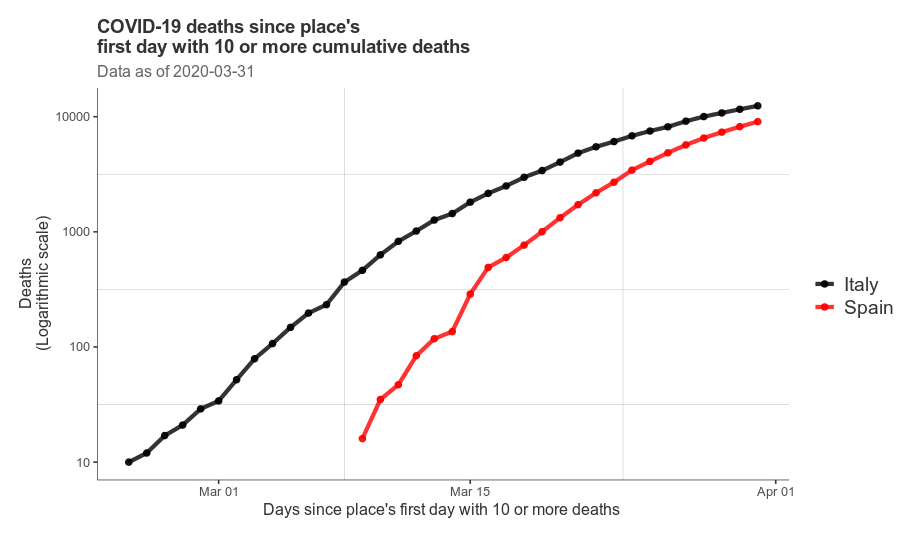 COVID-19 deaths since place's
first day with 10 or more cumulative deaths
Data as of 2020-03-31
10000
1000
100
10
Deaths
(Logarithmic scale)
Mar 01
Mar 15
Apr 01
Days since place's first day with 10 or more deaths
Italy
Spain